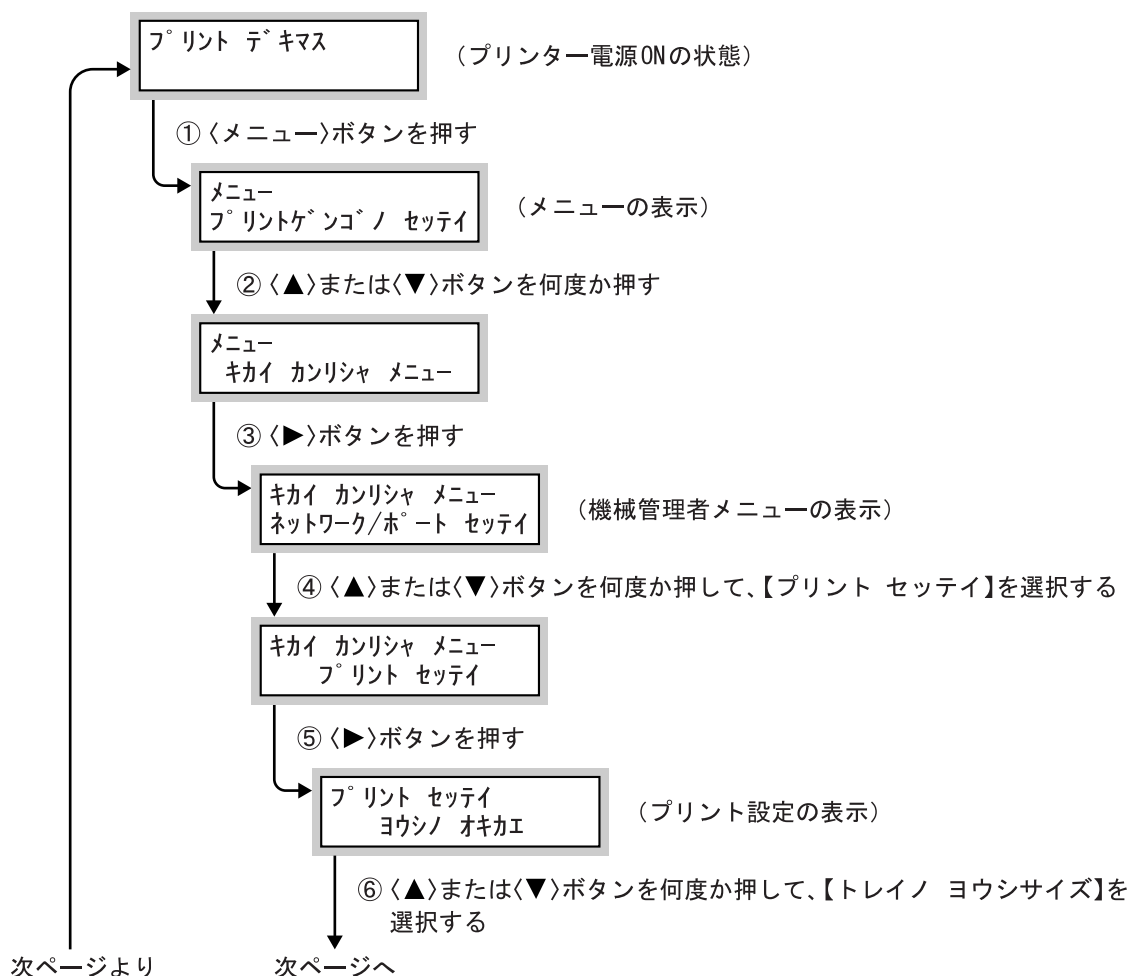 プリント デキマス
（プリンター電源ONの状態）
①〈メニュー〉ボタンを押す
メニュー
プリントゲンゴノ セッテイ
（メニューの表示）
②〈▲〉または〈▼〉ボタンを何度か押す
メニュー
キカイ カンリシャ メニュー
③〈▶〉ボタンを押す
キカイ カンリシャ メニュー
ネットワーク/ポート セッテイ
（機械管理者メニューの表示）
④〈▲〉または〈▼〉ボタンを何度か押して、【プリント セッテイ】を選択する
キカイ カンリシャ メニュー
プリント セッテイ
⑤〈▶〉ボタンを押す
プリント セッテイ
ヨウシノ オキカエ
（プリント設定の表示）
⑥〈▲〉または〈▼〉ボタンを何度か押して、【トレイノ ヨウシサイズ】を
選択する
次ページより
次ページへ